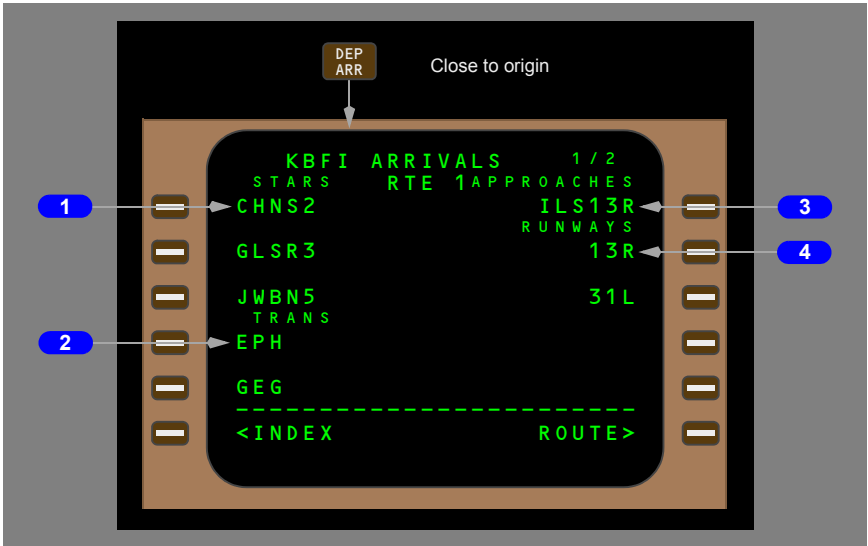 DEP
ARR
Close to origin
KBFI ARRIVALS 1/2
STARS RTE 1 APPROACHES
1 CHNS2 ILS13R 3
RUNWAYS
GLSR3 13R 4
JWBN5 31L
TRANS
2 EPH
GEG
--------------------------
<INDEX ROUTE>